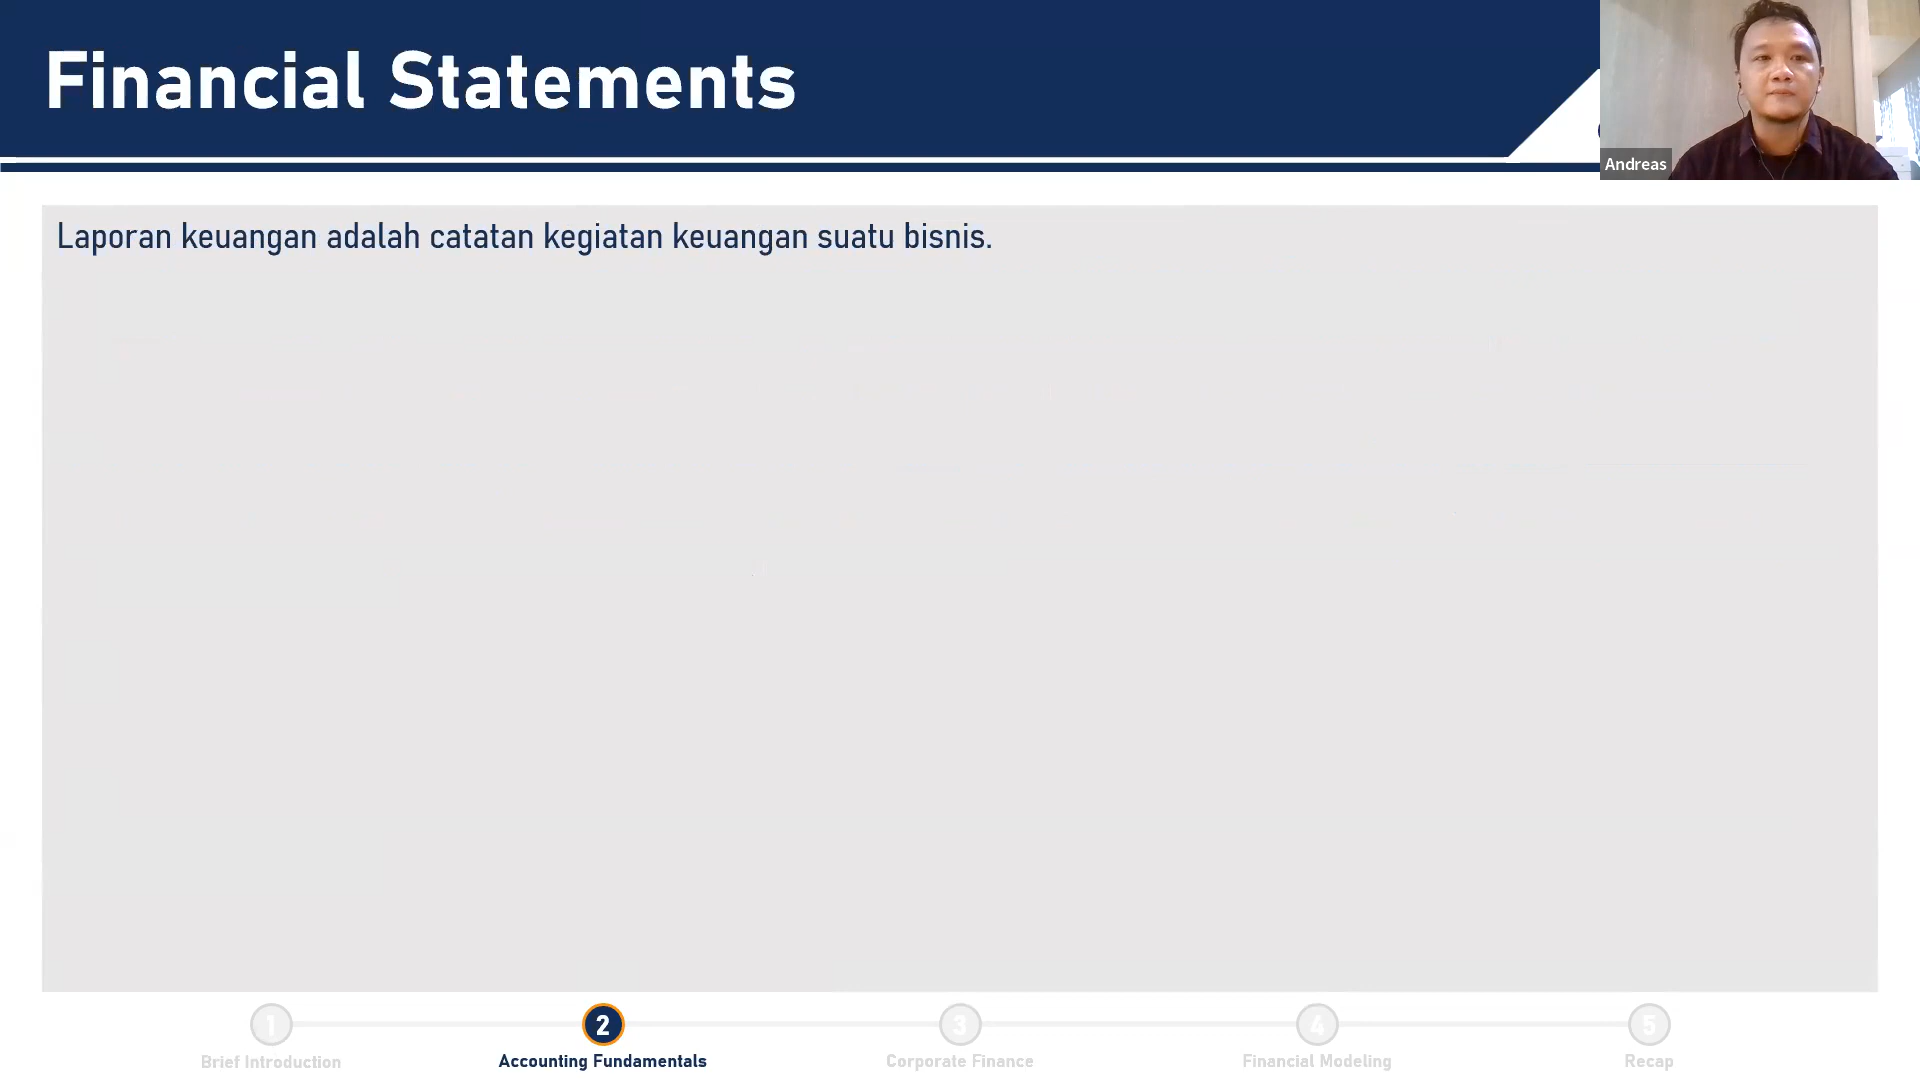 Financial Statements
Andreas
Laporan keuangan adalah catatan kegiatan keuangan suatu bisnis.
1
2
3
4
5
Brief Introduction
Accounting Fundamentals
Corporate Finance
Financial Modeling
Recap